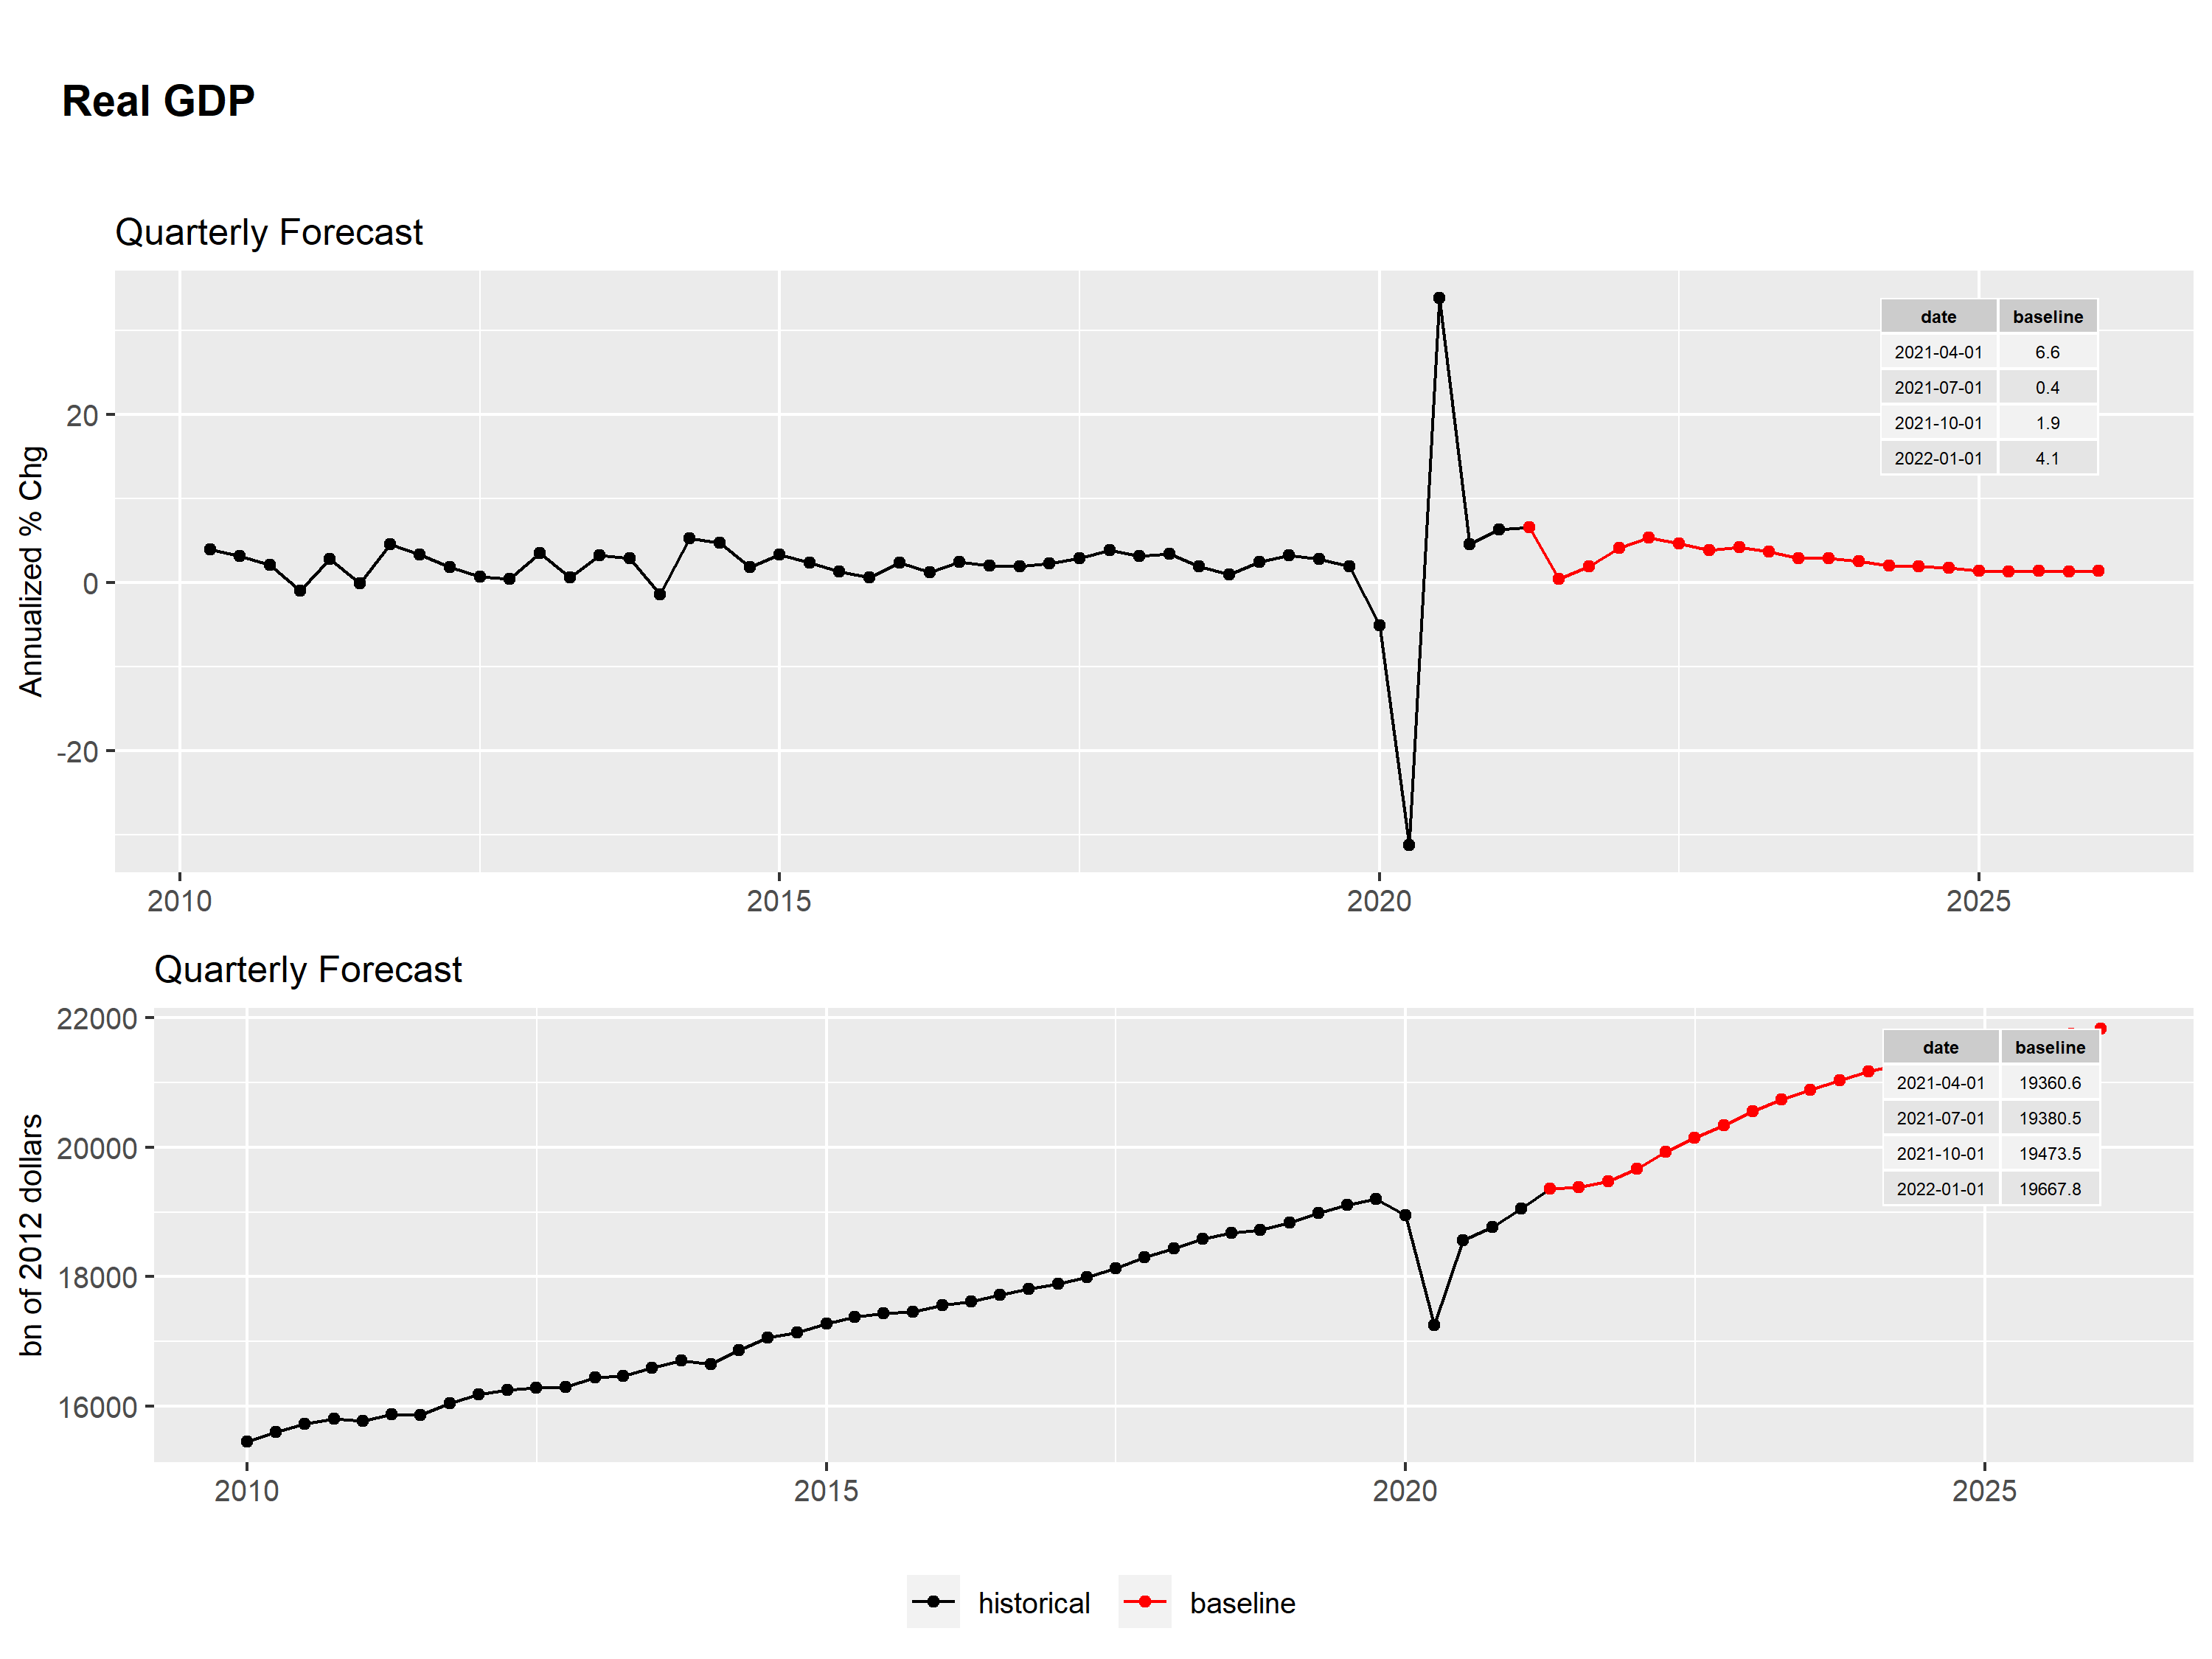 Real GDP
Quarterly Forecast
Annualized % Chg
20
0
-20
date baseline
2021-04-01 6.6
2021-07-01 0.4
2021-10-01 1.9
2022-01-01 4.1
2010 2015 2020 2025
Quarterly Forecast
bn of 2012 dollars
22000
20000
18000
16000
date baseline
2021-04-01 19360.6
2021-07-01 19380.5
2021-10-01 19473.5
2022-01-01 19667.8
2010 2015 2020 2025
historical baseline